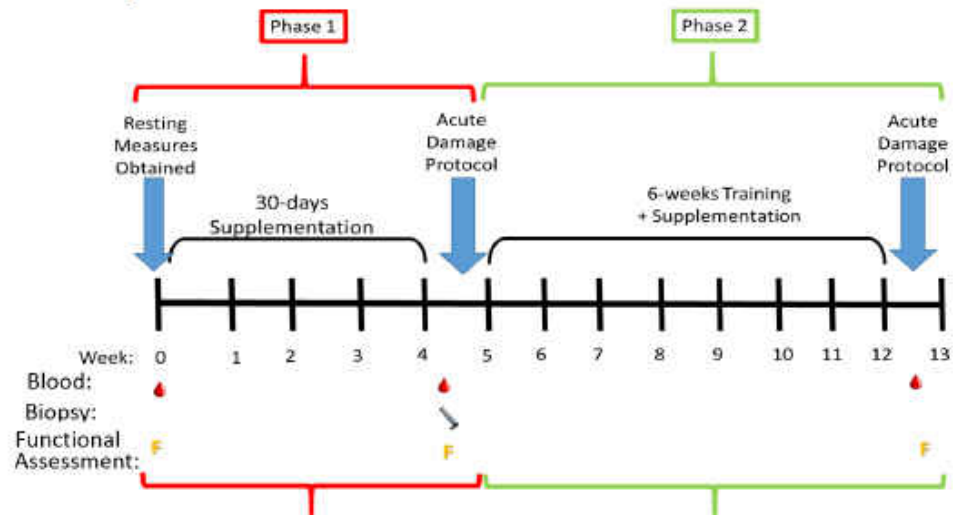 Phase 1
Phase 2
Resting
Measures
Obtained
Acute
Damage
Protocol
Acute
Damage
Protocol
30-days
Supplementation
6-weeks Training
+ Supplementation
Week: 0 1 2 3 4 5 6 7 8 9 10 11 12 13
Blood:
Biopsy:
Functional
Assessment: F F F